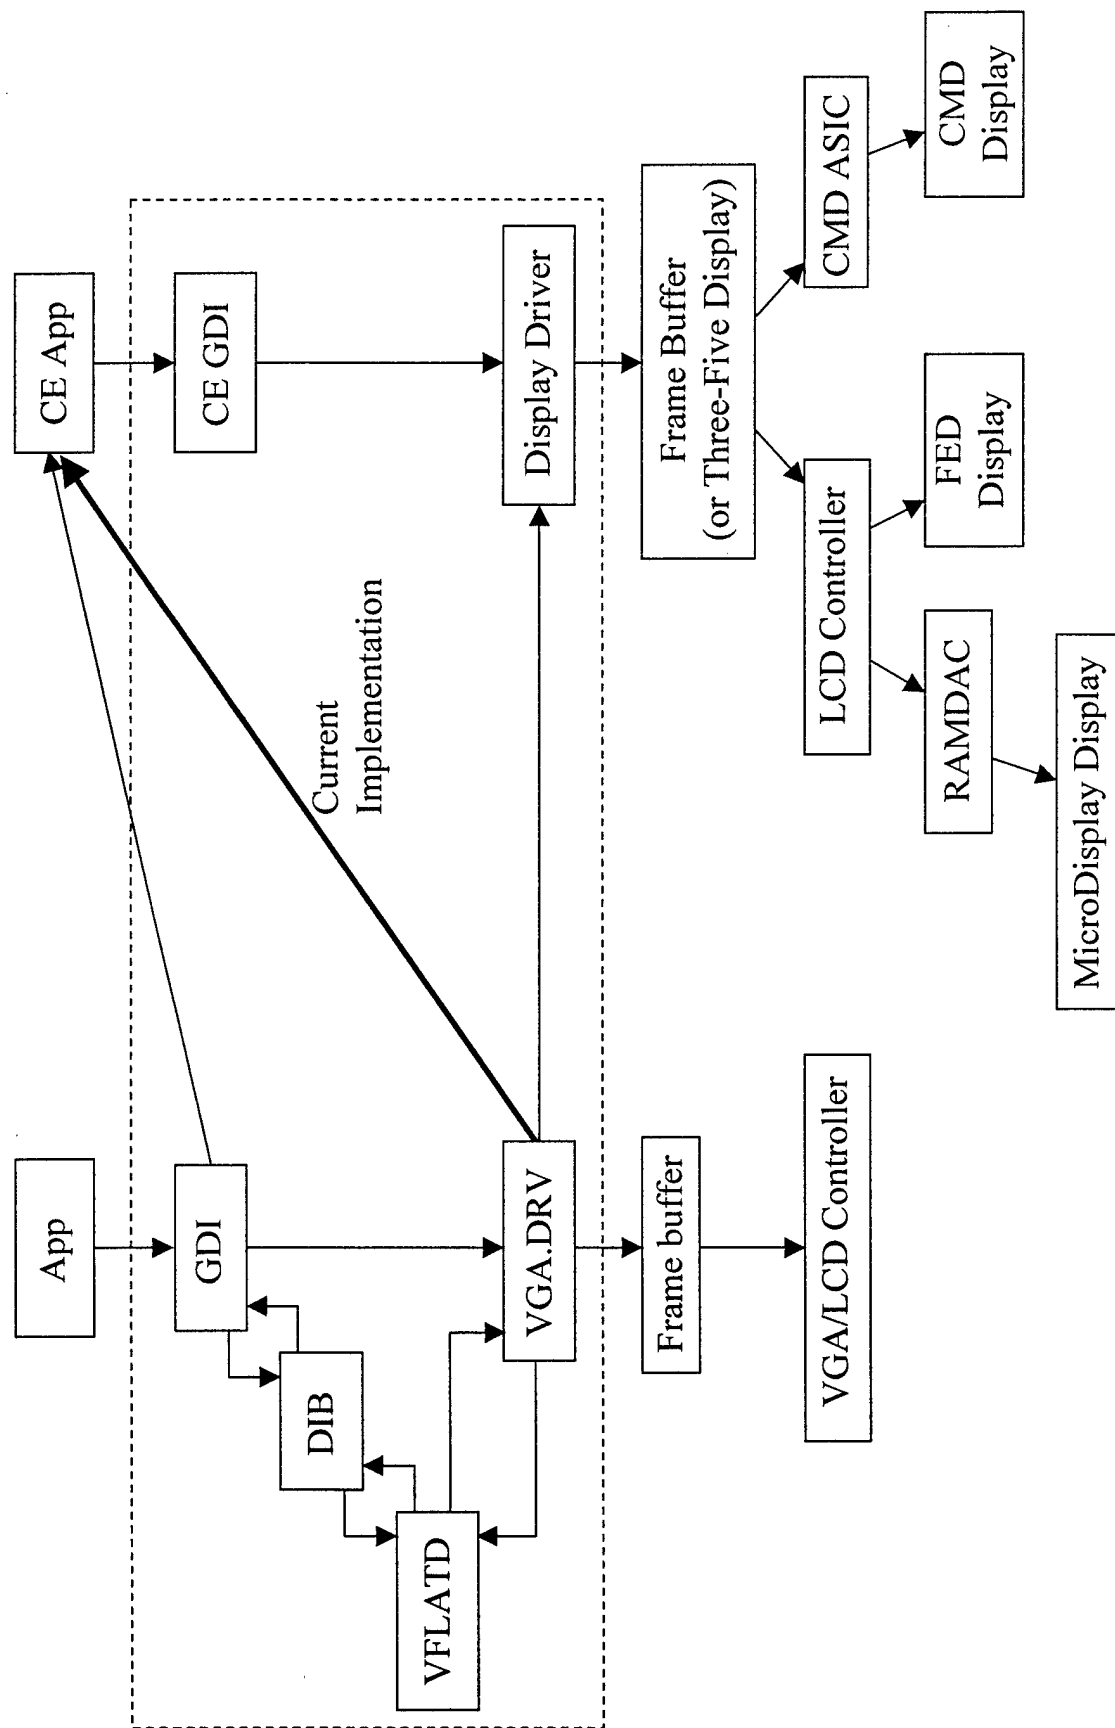 App
CE App
GDI
CE GDI
DIB
Current
Implementation
VFLATD
VGA.DRV
Display Driver
Frame buffer
Frame Buffer
(or Three-Five Display)
VGA/LCD Controller
LCD Controller
CMD ASIC
RAMDAC
FED
Display
CMD
Display
MicroDisplay Display